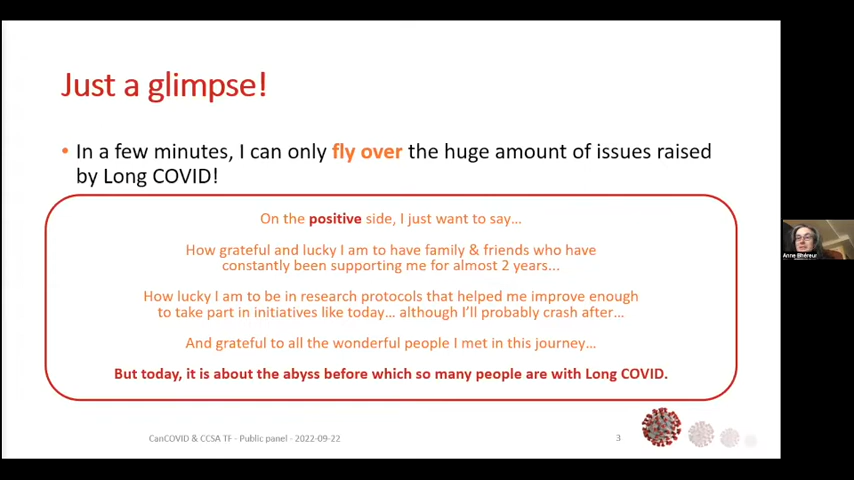 Just a glimpse!
• In a few minutes, I can only fly over the huge amount of issues raised
by Long COVID!
On the positive side, I just want to say...
How grateful and lucky I am to have family & friends who have
constantly been supporting me for almost 2 years...
How lucky I am to be in research protocols that helped me improve enough
to take part in initiatives like today... although I'll probably crash after...
And grateful to all the wonderful people I met in this journey...
But today, it is about the abyss before which so many people are with Long COVID.
CanCOVID & CCSA TF - Public panel - 2022-09-22
3
Anne Bhéreur